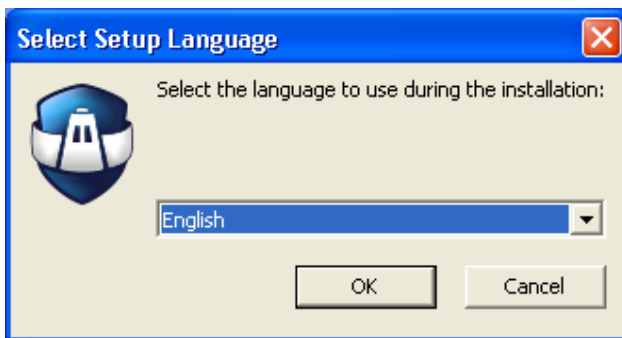 Select Setup Language
Select the language to use during the installation:
English
OK
Cancel